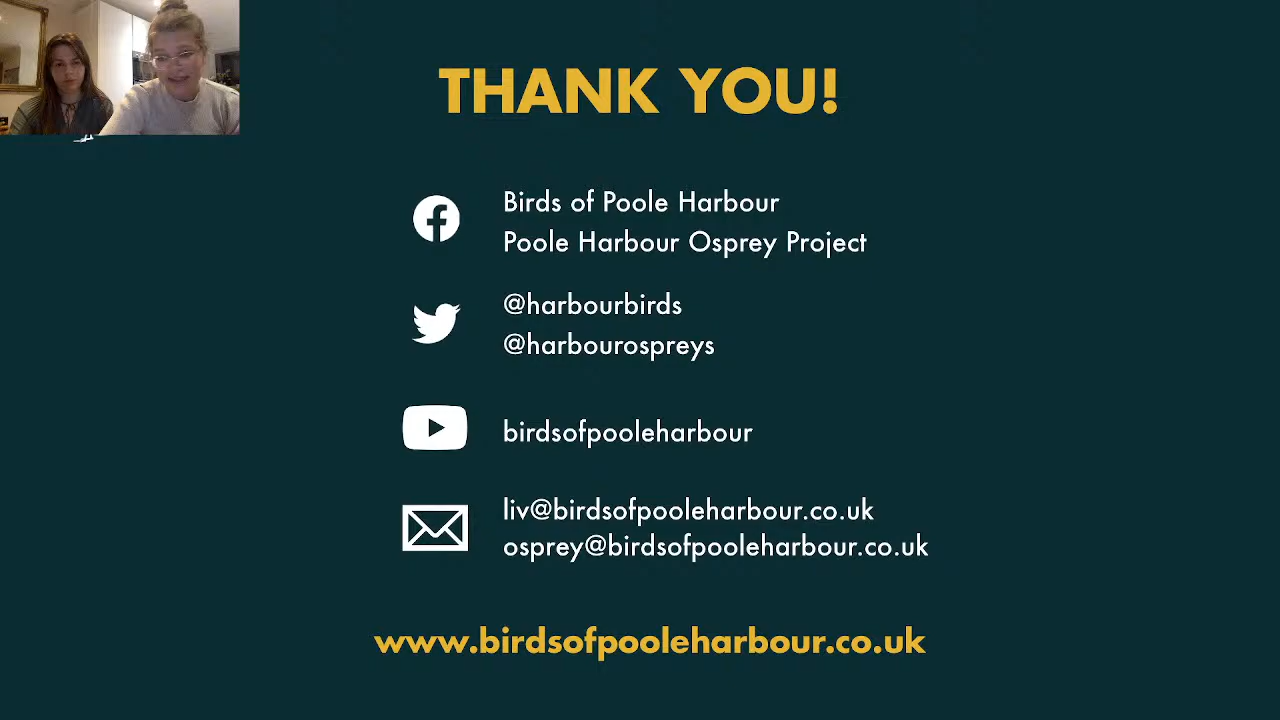 THANK YOU!
Birds of Poole Harbour
Poole Harbour Osprey Project
@harbourbirds
@harbourospreys
birdsofpooleharbour
liv@birdsofpooleharbour.co.uk
osprey@birdsofpooleharbour.co.uk
www.birdsofpooleharbour.co.uk